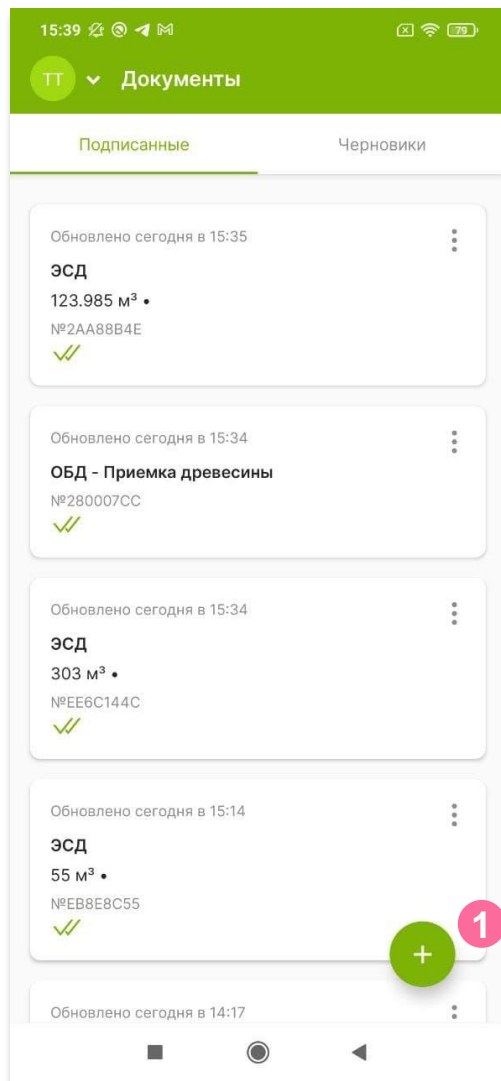 15:39
79
ТТ Документы
Подписанные Черновики
Обновлено сегодня в 15:35
ЭСД
123.985 м³ •
№2AA88B4E
Обновлено сегодня в 15:34
ОБД - Приемка древесины
№280007CC
Обновлено сегодня в 15:34
ЭСД
303 м³ •
№EE6C144C
Обновлено сегодня в 15:14
ЭСД
55 м³ •
№EB8E8C55
1
+
Обновлено сегодня в 14:17